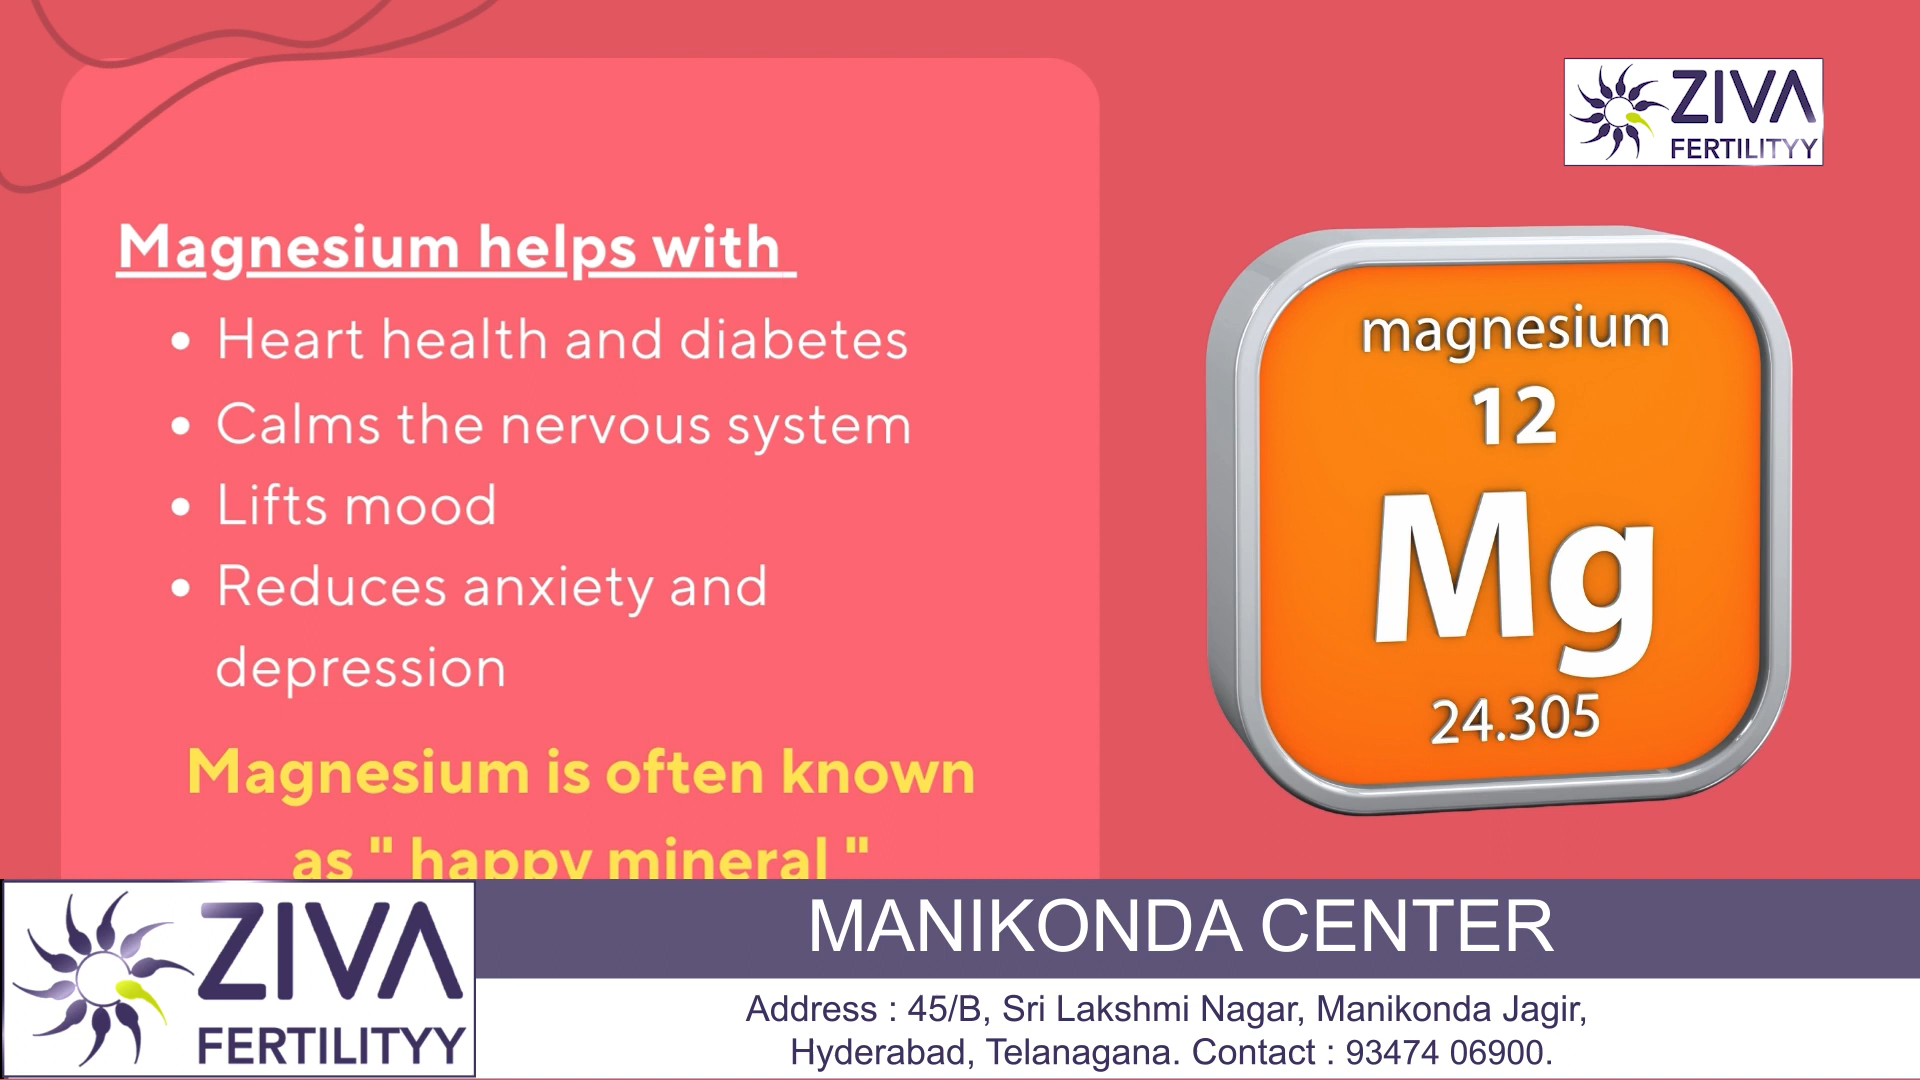 ZIVA
FERTILITYY
Magnesium helps with
• Heart health and diabetes
• Calms the nervous system
• Lifts mood
• Reduces anxiety and
depression
Magnesium is often known
as " happy mineral "
magnesium
12
Mg
24.305
ZIVA
FERTILITYY
MANIKONDA CENTER
Address : 45/B, Sri Lakshmi Nagar, Manikonda Jagir,
Hyderabad, Telanagana. Contact : 93474 06900.